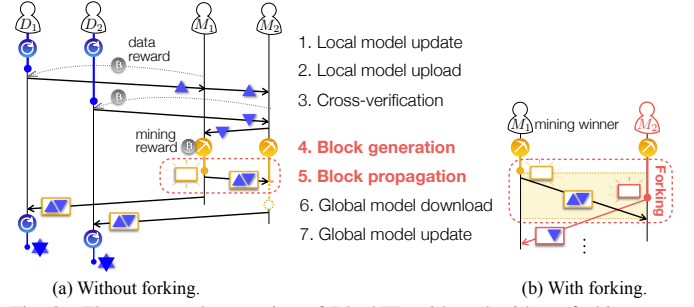 D1 D2 M1 M2
data
reward
mining
reward
1. Local model update
2. Local model upload
3. Cross-verification
4. Block generation
5. Block propagation
6. Global model download
7. Global model update
(a) Without forking.
M1 mining winner M2
Forking
(b) With forking.